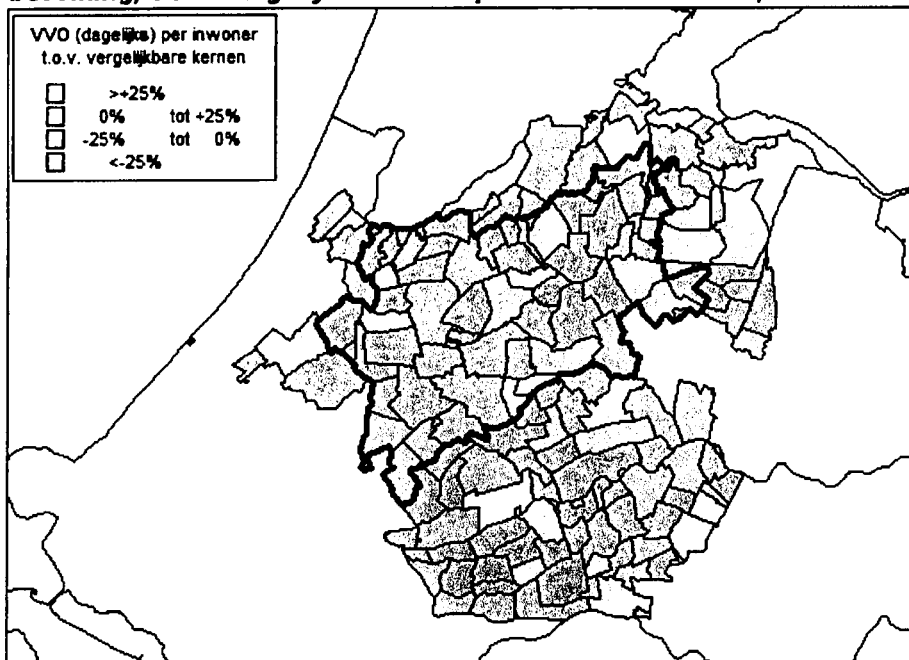 VVO (dagelijks) per inwoner
t.o.v. vergelijkbare kernen
>+25%
0% tot +25%
-25% tot 0%
<-25%